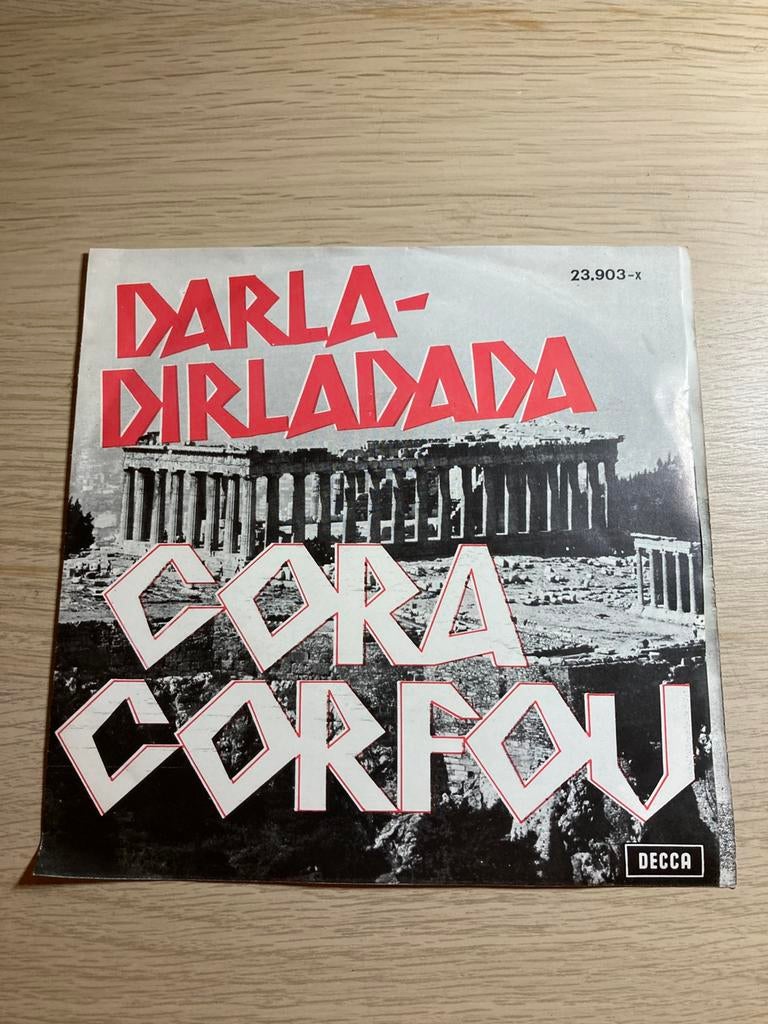 23,903-x
DARLA-
DIRLADADA
CORA
CORFOU
DECCA